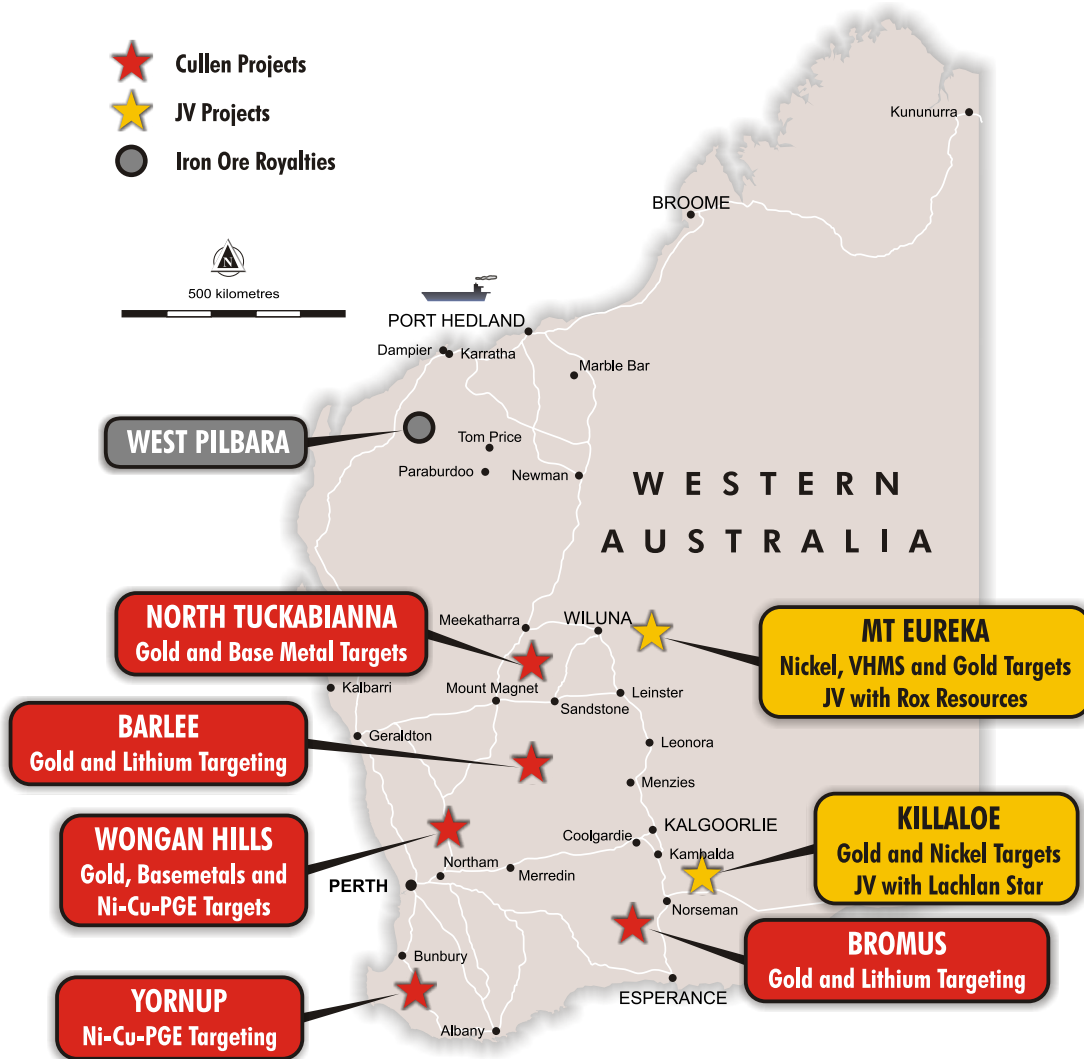 Cullen Projects
JV Projects
Iron Ore Royalties
N
500 kilometres
Kununurra
BROOME
PORT HEDLAND
Dampier
Karratha
Marble Bar
WEST PILBARA
Tom Price
Paraburdoo
Newman
WESTERN
AUSTRALIA
NORTH TUCKABIANNA
Gold and Base Metal Targets
Meekatharra
WILUNA
MT EUREKA
Nickel, VHMS and Gold Targets
JV with Rox Resources
Kalbarri
Mount Magnet
Sandstone
Leinster
BARLEE
Gold and Lithium Targeting
Geraldton
Leonora
Menzies
WONGAN HILLS
Gold, Basemetals and
Ni-Cu-PGE Targets
Coolgardie
KALGOORLIE
Kambalda
KILLALOE
Gold and Nickel Targets
JV with Lachlan Star
Northam
Merredin
PERTH
Norseman
BROMUS
Gold and Lithium Targeting
Bunbury
YORNUP
Ni-Cu-PGE Targeting
ESPERANCE
Albany